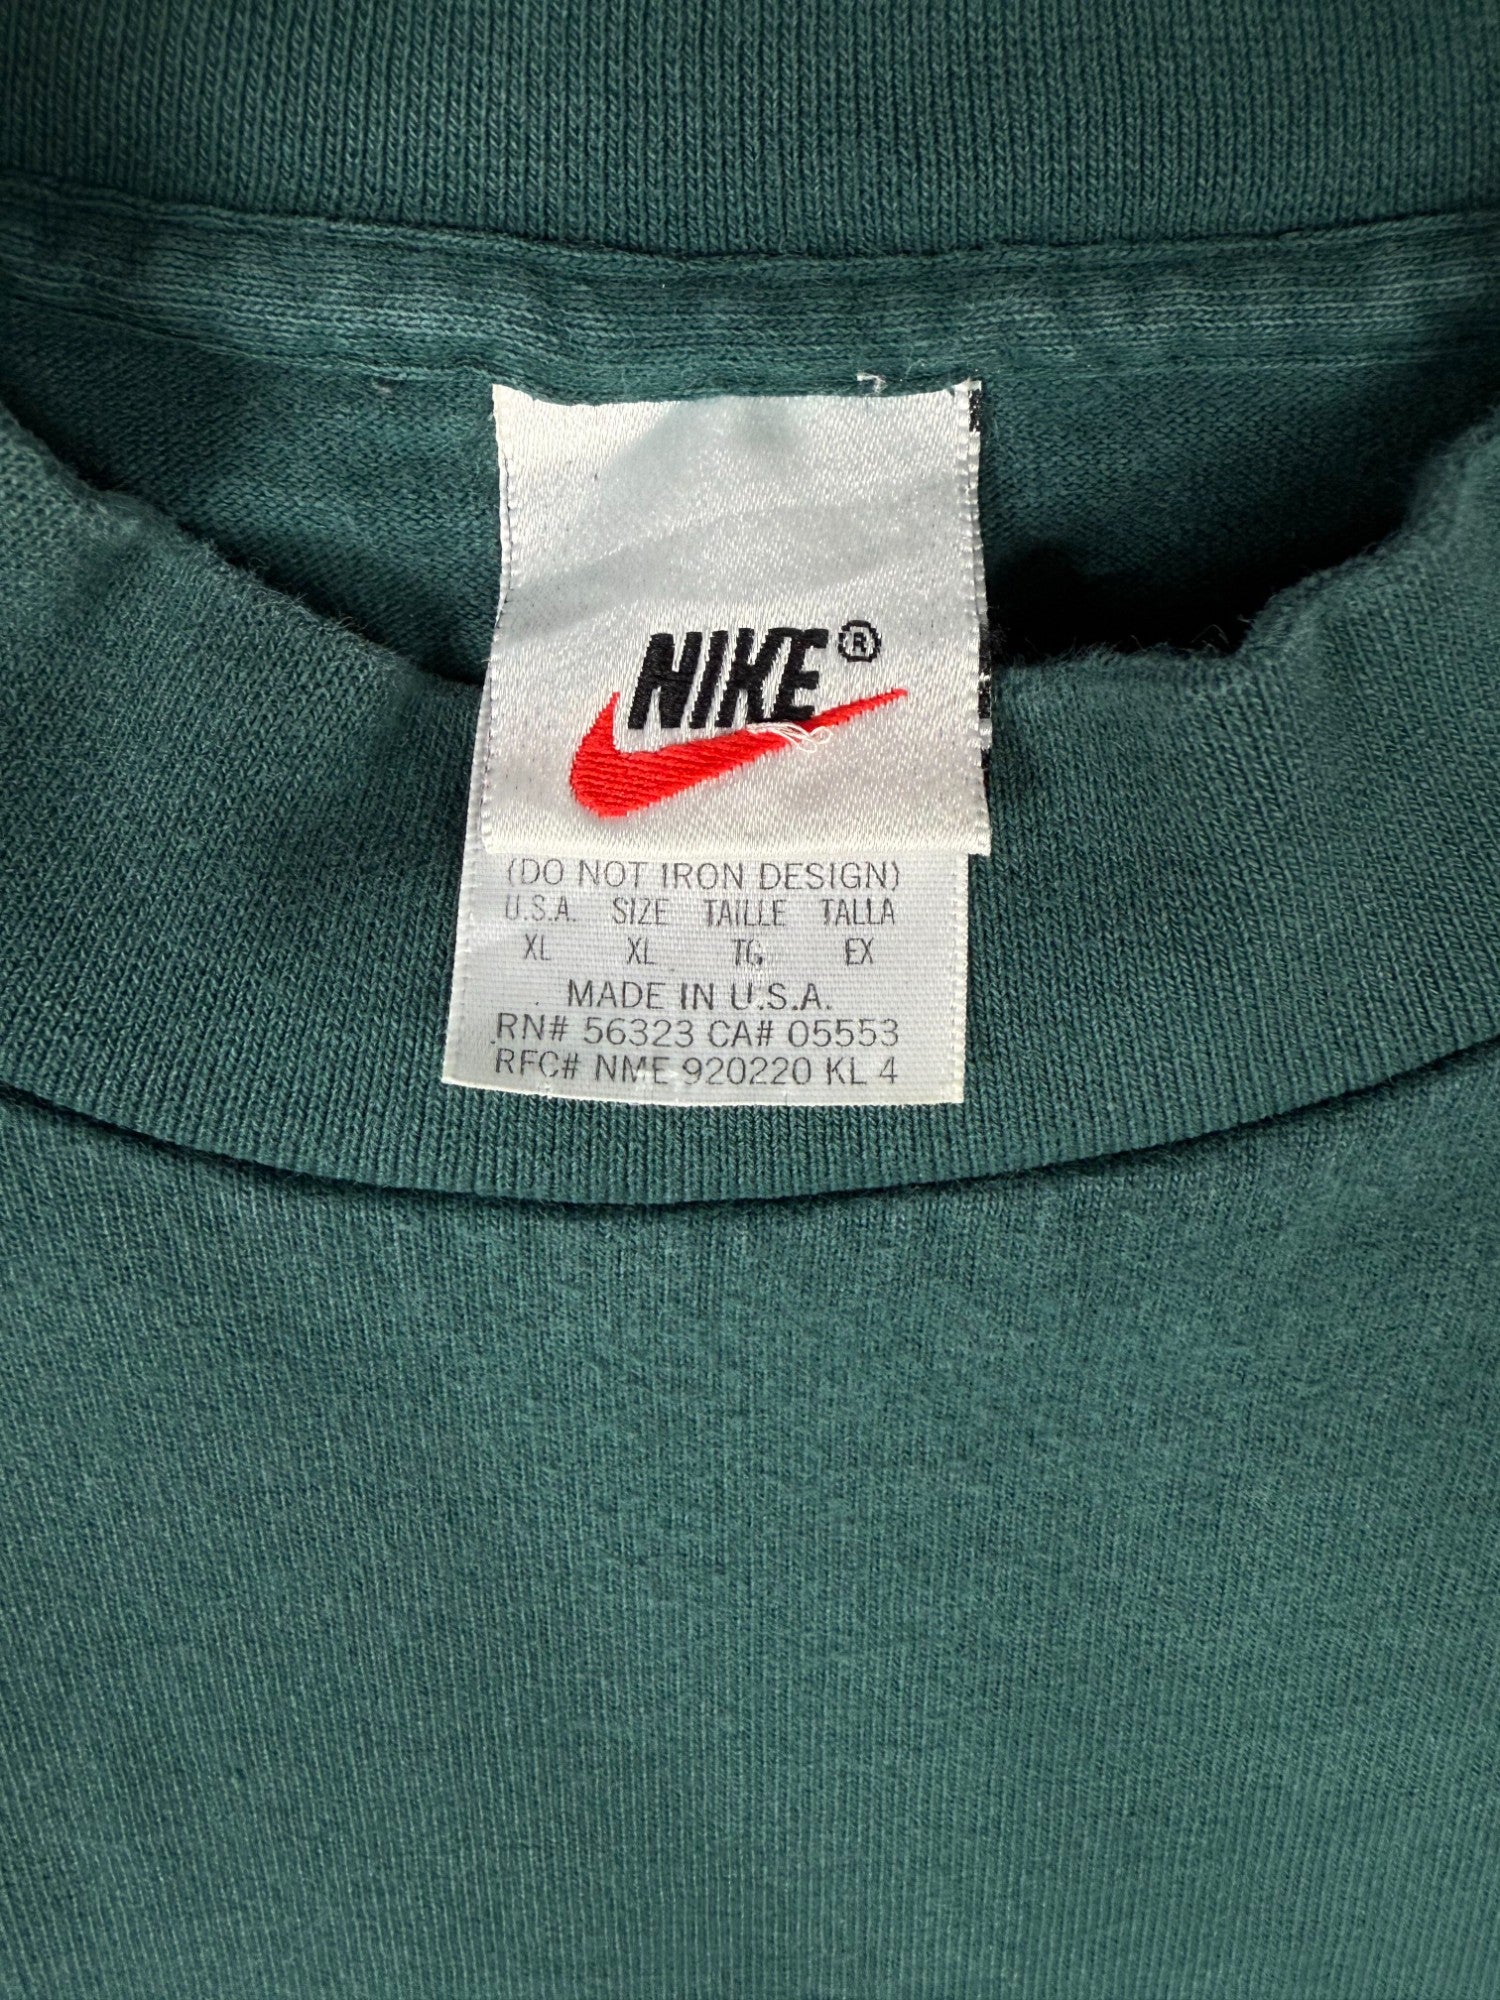 NIKE®
(DO NOT IRON DESIGN)
U.S.A. SIZE TAILLE TALLA
XL XL TG EX
MADE IN U.S.A.
RN# 56323 CA# 05553
RFC# NME 920220 KL 4